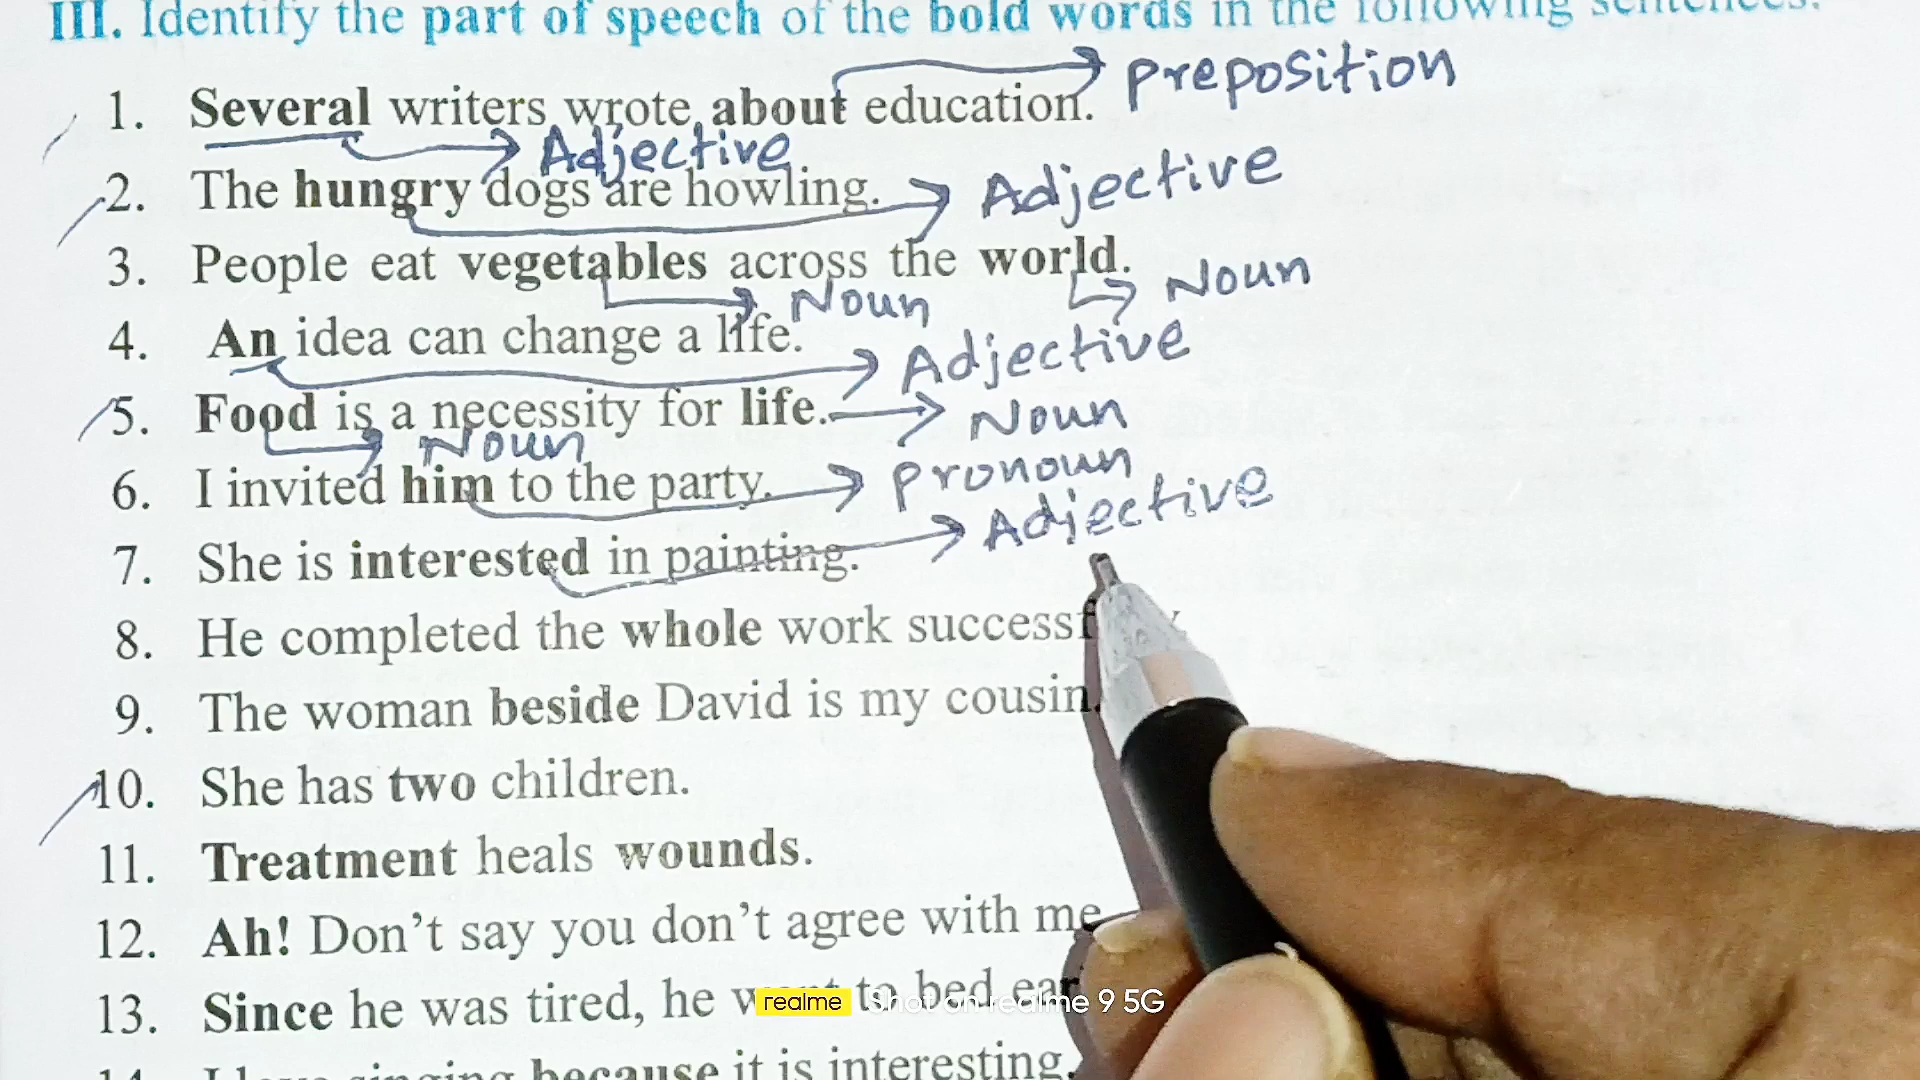 III. Identify the part of speech of the bold words in the following sentences.
1. Several writers wrote about education. Preposition
Adjective
2. The hungry dogs are howling. Adjective
3. People eat vegetables across the world. Noun
Noun
4. An idea can change a life. Adjective
5. Food is a necessity for life. Noun
Noun
6. I invited him to the party. Pronoun
7. She is interested in painting. Adjective
8. He completed the whole work
9. The woman beside David is my cousin.
10. She has two children.
11. Treatment heals wounds.
12. Ah! Don't say you don't agree with me
13. Since he was tired, he to bed
because it is interesting.
realme Shot on realme 9 5G